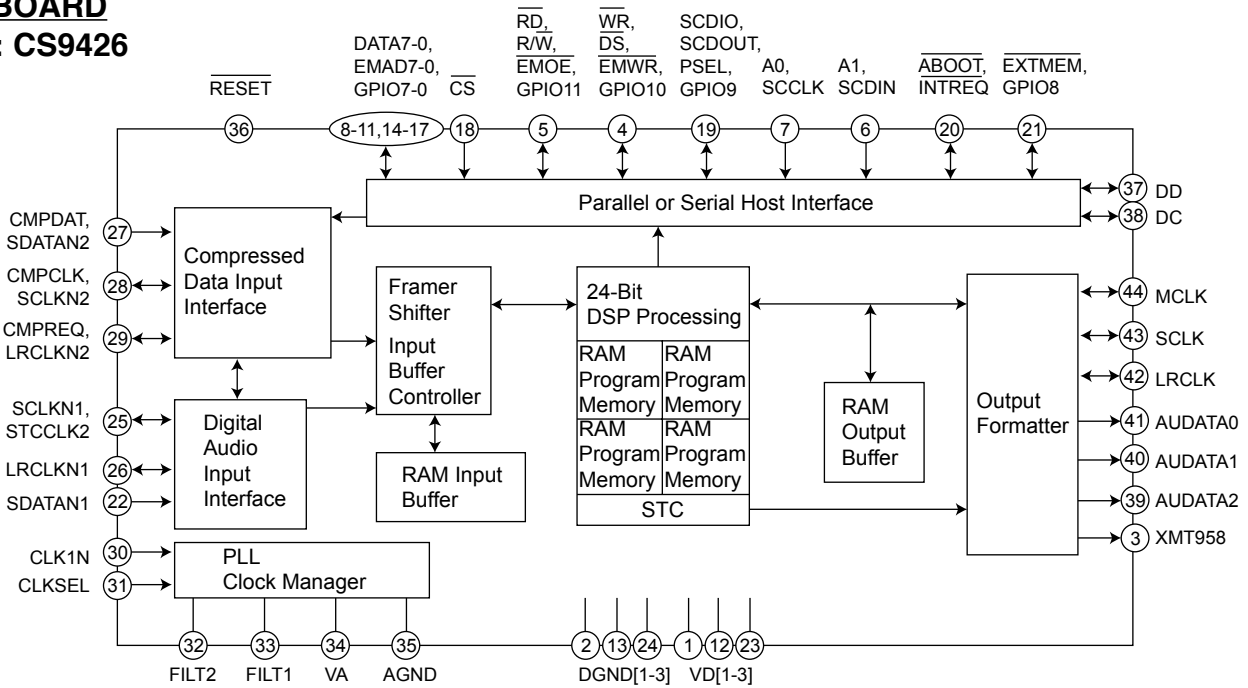 BOARD
: CS9426
RESET
DATA7-0,
EMAD7-0,
GPIO7-0
CS
RD,
R/W,
EMOE,
GPIO11
WR,
DS,
EMWR,
GPIO10
SCDIO,
SCDOUT,
PSEL,
GPIO9
A0,
SCCLK
A1,
SCDIN
ABOOT,
INTREQ
EXTMEM,
GPIO8
36
8-11,14-17
18
5
4
19
7
6
20
21
Parallel or Serial Host Interface
37 DD
38 DC
CMPDAT,
SDATAN2
27
CMPCLK,
SCLKN2
28
CMPREQ,
LRCLKN2
29
Compressed
Data Input
Interface
Framer
Shifter
Input
Buffer
Controller
24-Bit
DSP Processing
RAM
Program
Memory
RAM
Program
Memory
RAM
Program
Memory
RAM
Program
Memory
STC
RAM
Output
Buffer
Output
Formatter
44 MCLK
43 SCLK
42 LRCLK
41 AUDATA0
40 AUDATA1
39 AUDATA2
3 XMT958
SCLKN1,
STCCLK2
25
LRCLKN1 26
SDATAN1 22
Digital
Audio
Input
Interface
RAM Input
Buffer
CLK1N 30
CLKSEL 31
PLL
Clock Manager
32
33
34
35
2
13
24
1
12
23
FILT2
FILT1
VA
AGND
DGND[1-3]
VD[1-3]